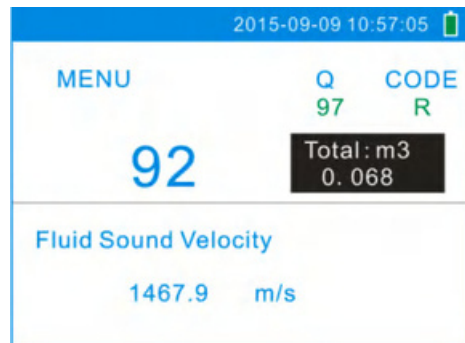 2015-09-09 10:57:05
MENU Q CODE
97 R
92 Total:m3
0.068
Fluid Sound Velocity
1467.9 m/s